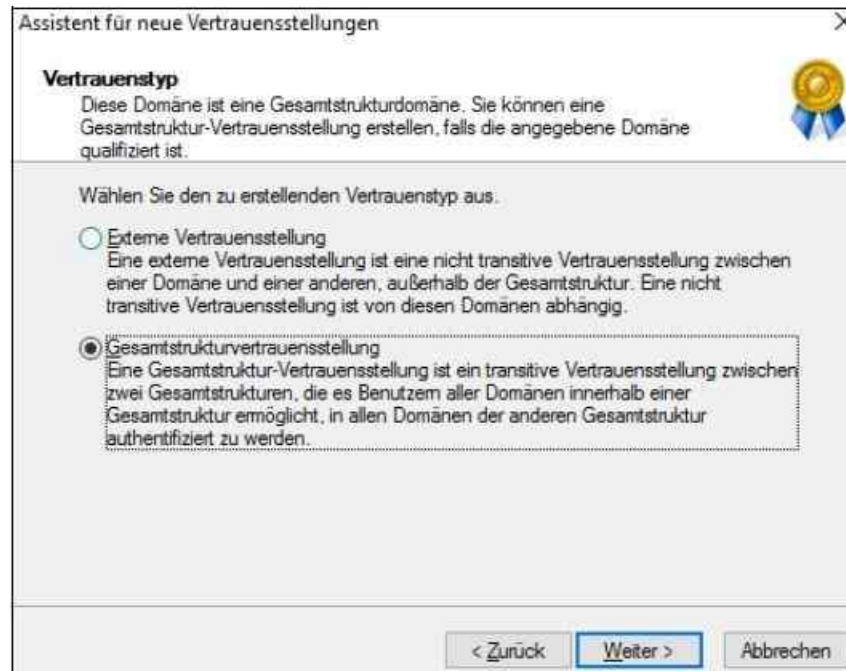 Assistent für neue Vertrauensstellungen
Vertrauenstyp
Diese Domäne ist eine Gesamtstrukturdomäne. Sie können eine
Gesamtstruktur-Vertrauensstellung erstellen, falls die angegebene Domäne
qualifiziert ist.
Wählen Sie den zu erstellenden Vertrauenstyp aus.
Externe Vertrauensstellung
Eine externe Vertrauensstellung ist eine nicht transitive Vertrauensstellung zwischen
einer Domäne und einer anderen, außerhalb der Gesamtstruktur. Eine nicht
transitive Vertrauensstellung ist von diesen Domänen abhängig.
Gesamtstrukturvertrauensstellung
Eine Gesamtstruktur-Vertrauensstellung ist ein transitive Vertrauensstellung zwischen
zwei Gesamtstrukturen, die es Benutzern aller Domänen innerhalb einer
Gesamtstruktur ermöglicht, in allen Domänen der anderen Gesamtstruktur
authentifiziert zu werden.
< Zurück Weiter > Abbrechen